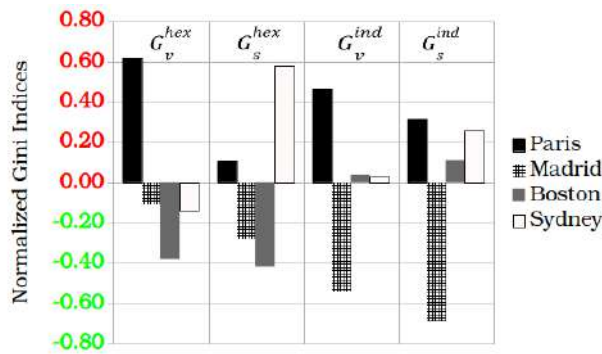 0.80
0.60
0.40
0.20
0.00
-0.20
-0.40
-0.60
-0.80
Normalized Gini Indices
G_v^hex G_s^hex G_v^ind G_s^ind
Paris
Madrid
Boston
Sydney